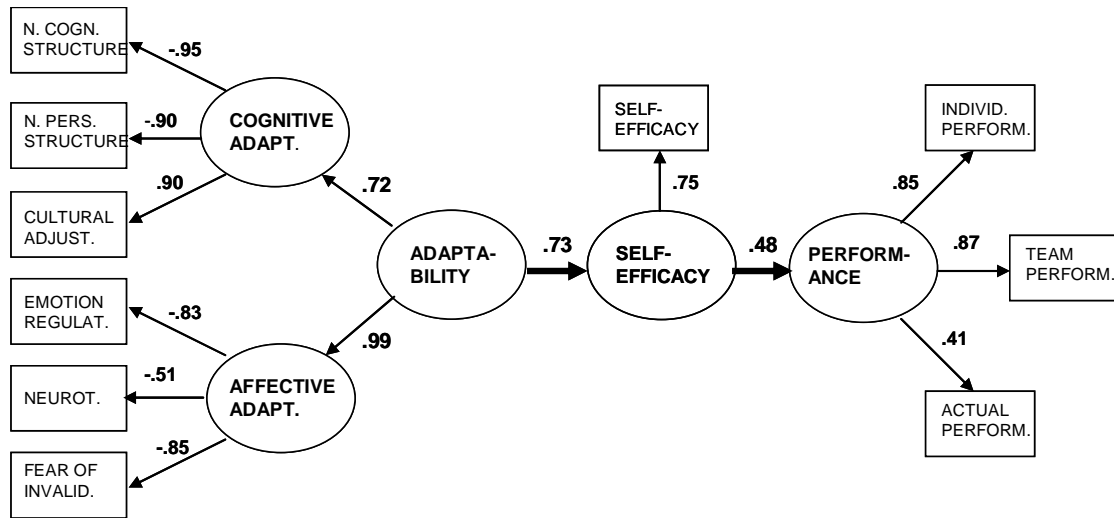 N. COGN.
STRUCTURE
-.95
N. PERS.
STRUCTURE
-.90
COGNITIVE
ADAPT.
.90
CULTURAL
ADJUST.
.72
EMOTION
REGULAT.
-.83
NEUROT.
-.51
AFFECTIVE
ADAPT.
.99
-.85
FEAR OF
INVALID.
ADAPTA-
BILITY
.73
SELF-
EFFICACY
.75
SELF-
EFFICACY
.48
PERFORM-
ANCE
INDIVID.
PERFORM.
.85
.87
TEAM
PERFORM.
.41
ACTUAL
PERFORM.